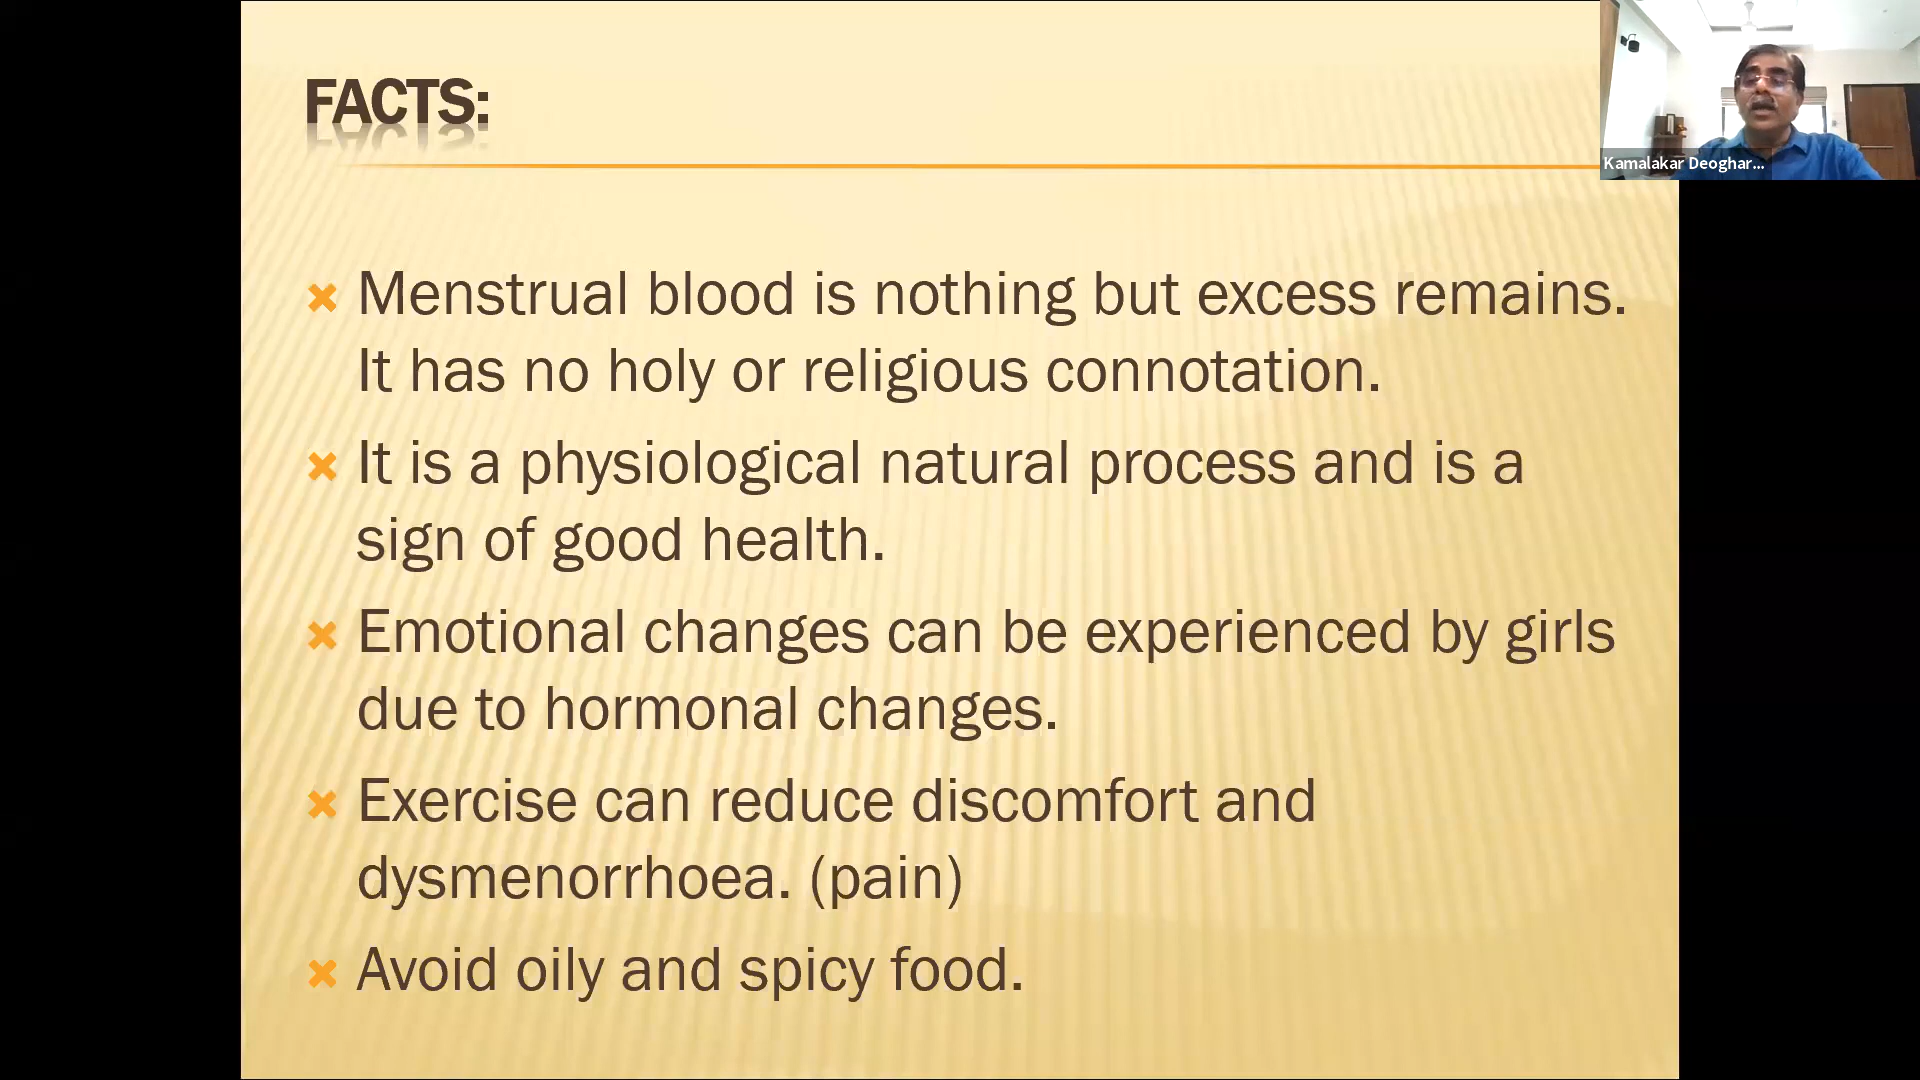 FACTS:
Kamalakar Deoghar...
Menstrual blood is nothing but excess remains.
It has no holy or religious connotation.
It is a physiological natural process and is a
sign of good health.
Emotional changes can be experienced by girls
due to hormonal changes.
Exercise can reduce discomfort and
dysmenorrhoea. (pain)
Avoid oily and spicy food.